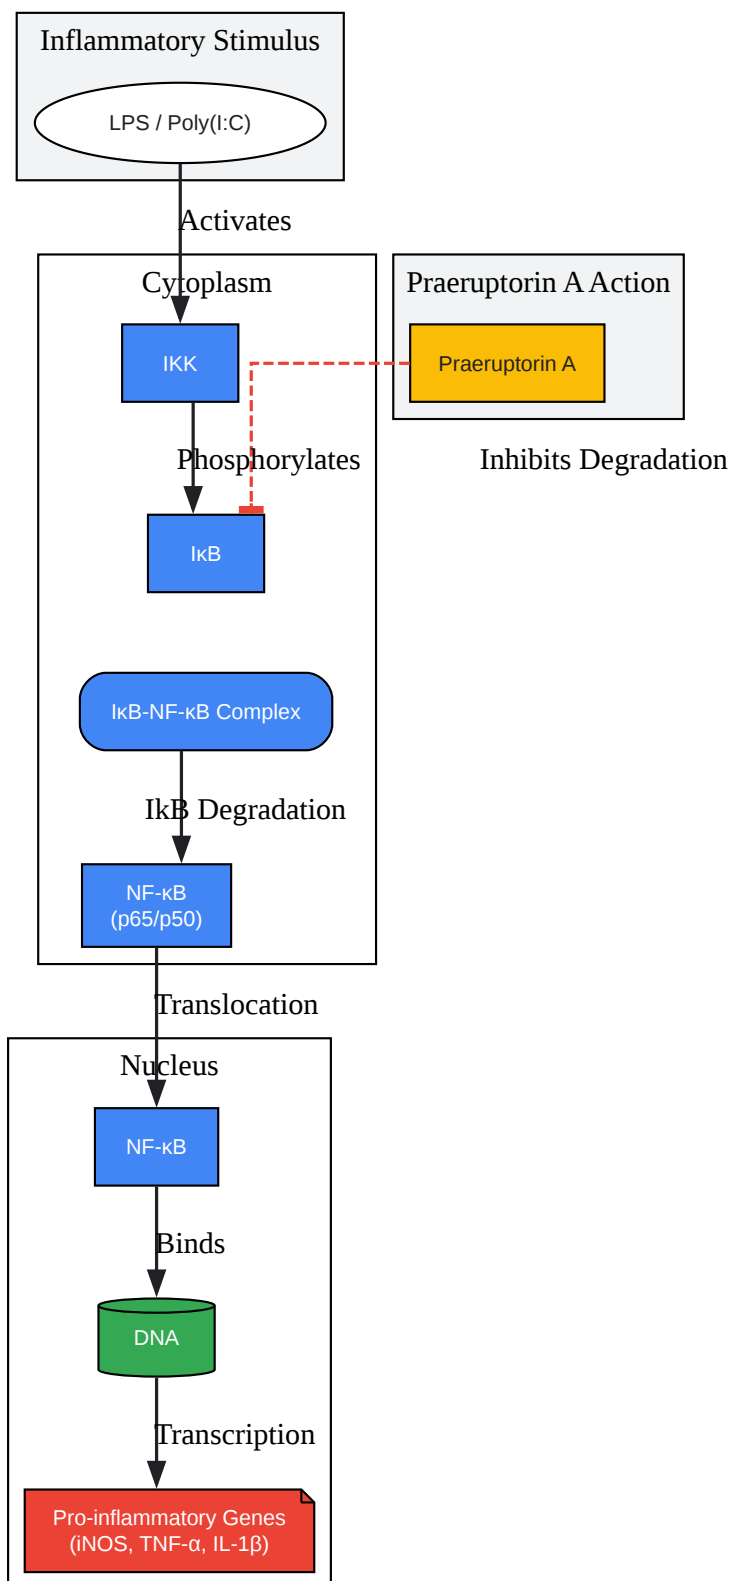 Inflammatory Stimulus
LPS / Poly(I:C)
Activates
Cytoplasm
Praeruptorin A Action
IKK
Praeruptorin A
Phosphorylates
Inhibits Degradation
IκB
IκB-NF-κB Complex
IkB Degradation
NF-κB
(p65/p50)
Translocation
Nucleus
NF-κB
Binds
DNA
Transcription
Pro-inflammatory Genes
(iNOS, TNF-α, IL-1β)